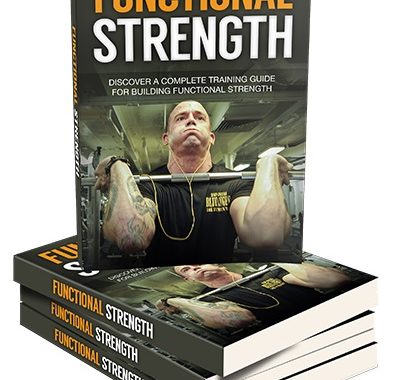 FUNCTIONAL
STRENGTH
DISCOVER A COMPLETE TRAINING GUIDE
FOR BUILDING FUNCTIONAL STRENGTH
FUNCTIONAL STRENGTH
FUNCTIONAL STRENGTH
FUNCTIONAL STRENGTH
FUNCTIONAL STRENGTH